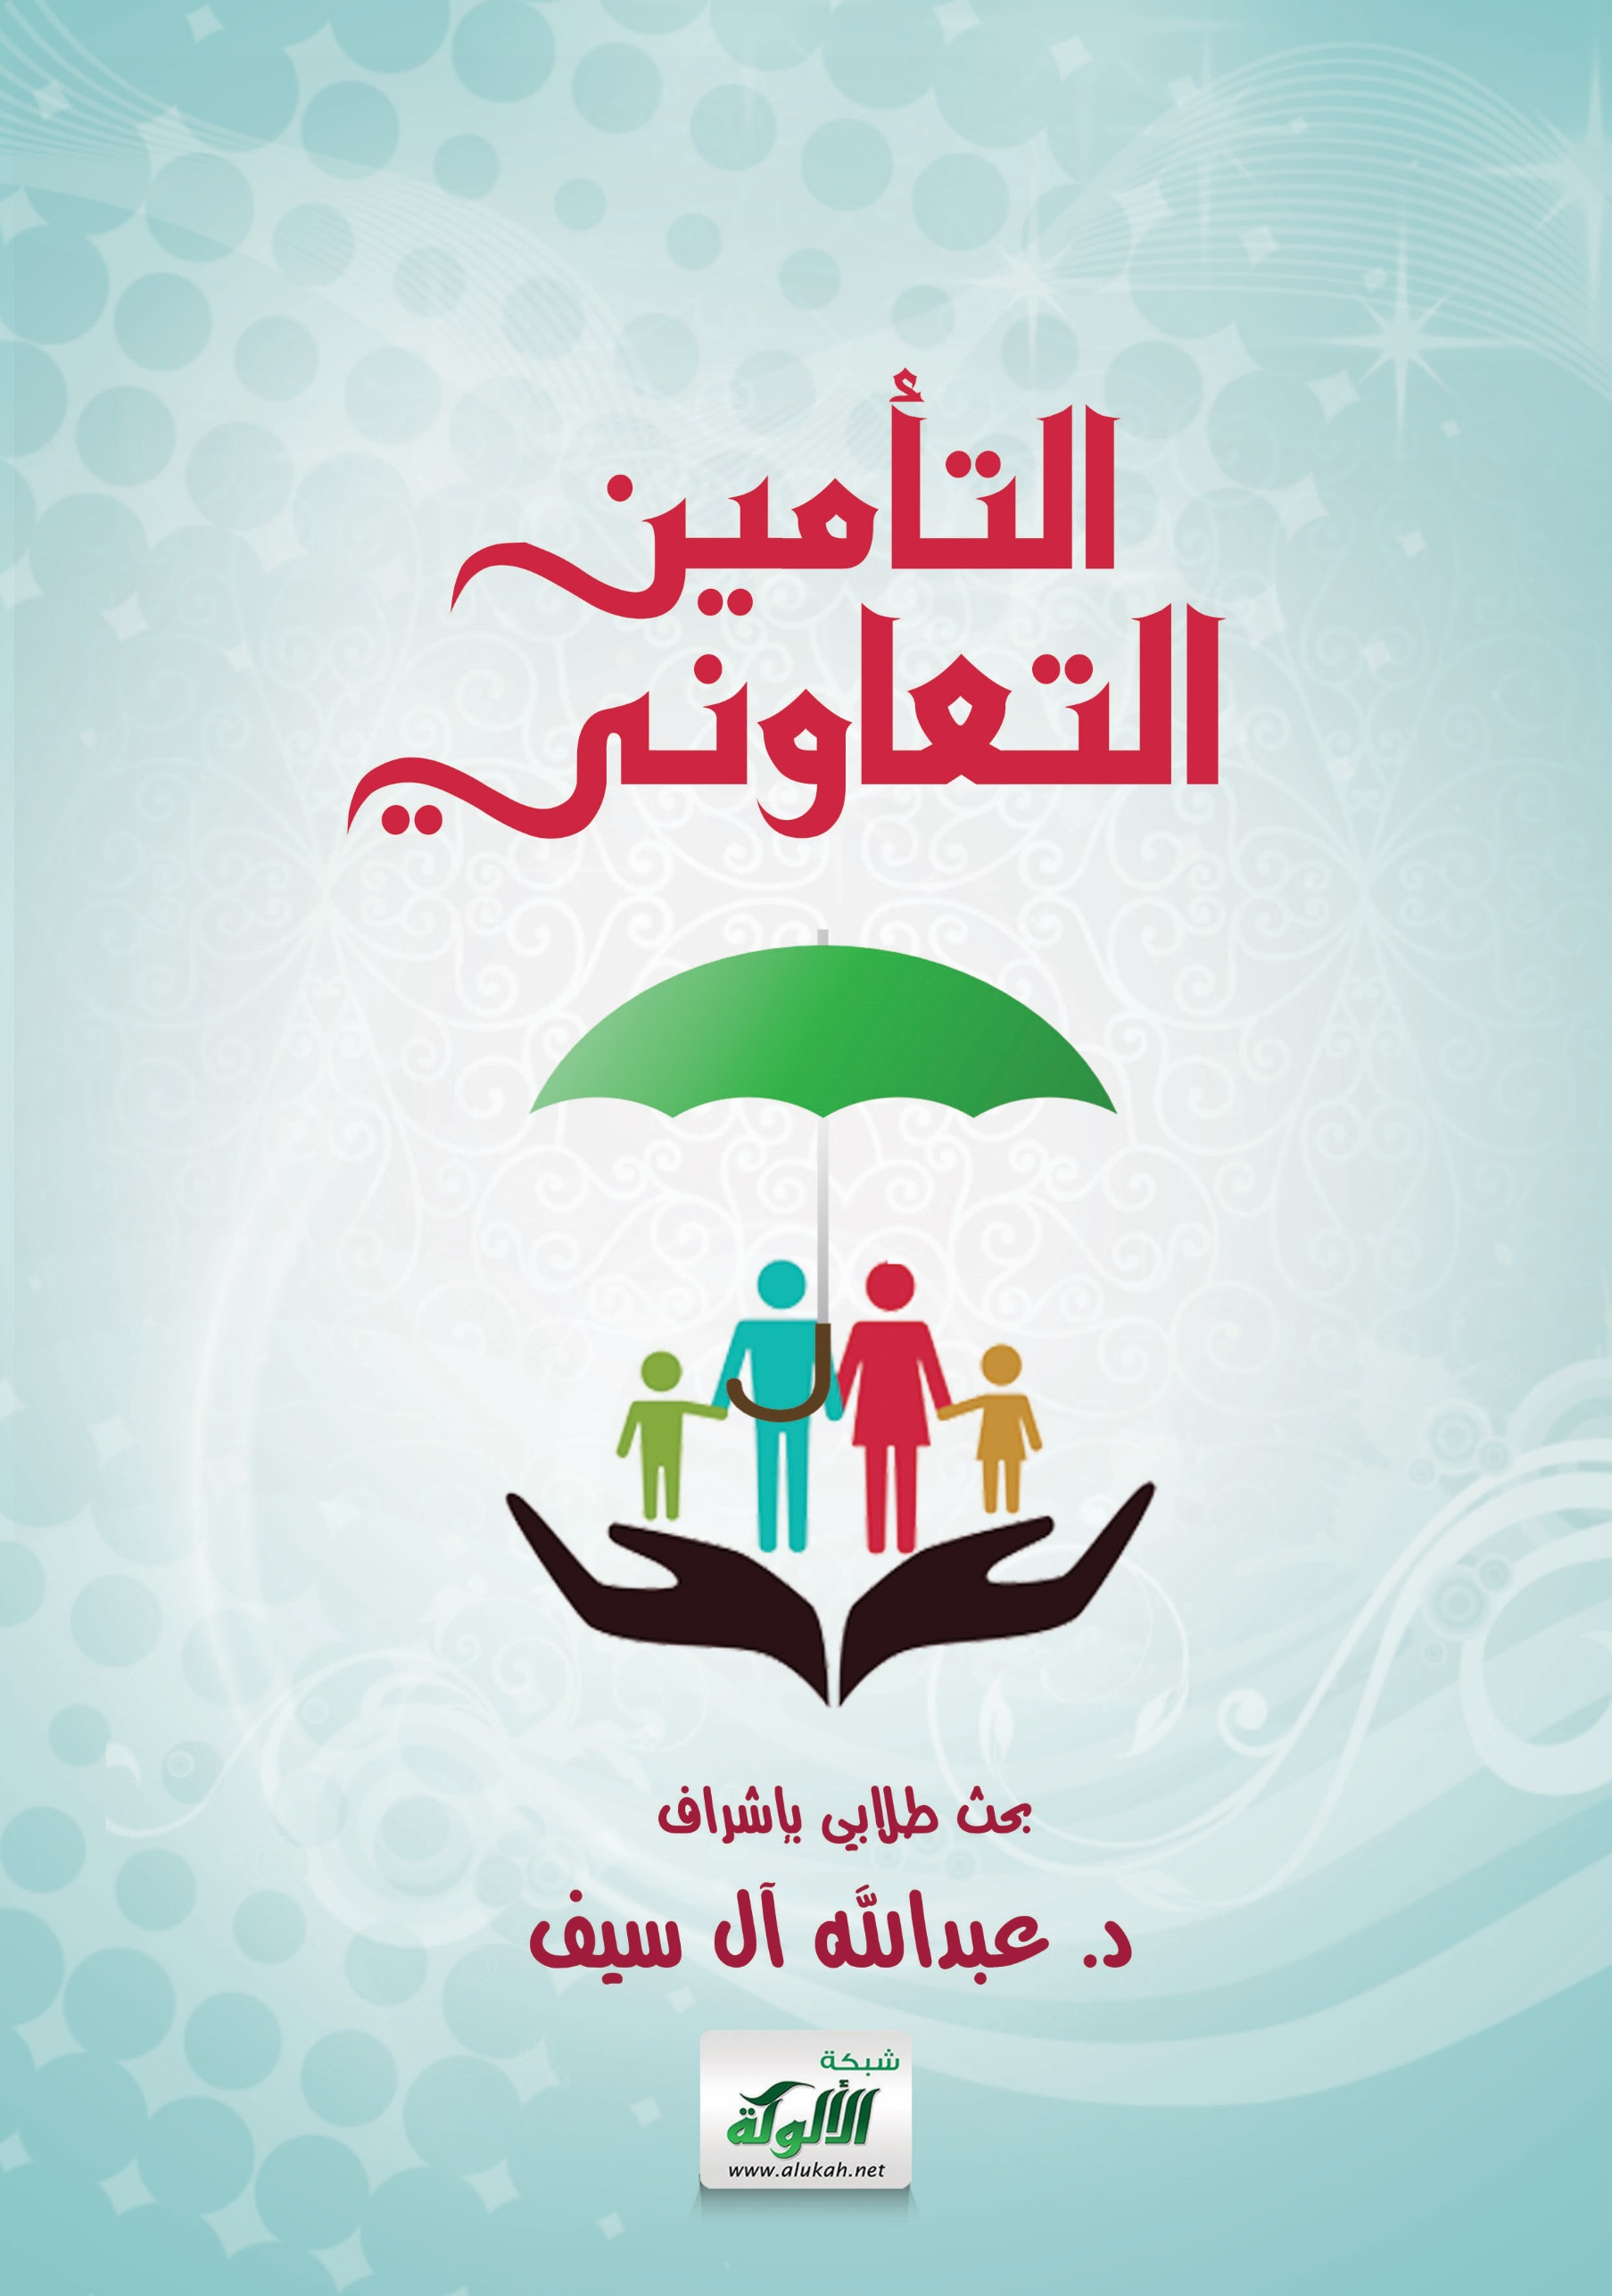 التأمين
التعاوني
بحث طلابي بإشراف
د. عبدالله آل سيف
شبكة
الألوكة
www.alukah.net